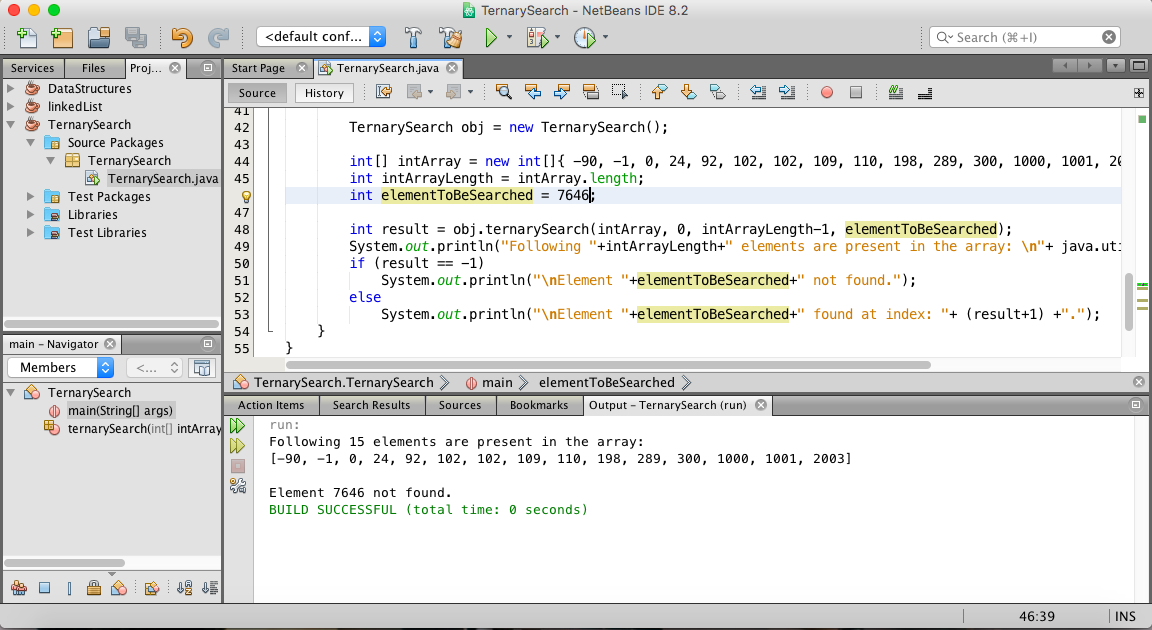 TernarySearch - NetBeans IDE 8.2
<default conf...
Search (⌘+I)
Services Files Proj...
DataStructures
linkedList
TernarySearch
Source Packages
TernarySearch
TernarySearch.java
Test Packages
Libraries
Test Libraries
main - Navigator
Members <...
TernarySearch
main(String[] args)
ternarySearch(int[] intArray
Start Page TernarySearch.java
Source History
41
42 TernarySearch obj = new TernarySearch();
43
44 int[] intArray = new int[]{ -90, -1, 0, 24, 92, 102, 102, 109, 110, 198, 289, 300, 1000, 1001, 20
45 int intArrayLength = intArray.length;
int elementToBeSearched = 7646;
47
48 int result = obj.ternarySearch(intArray, 0, intArrayLength-1, elementToBeSearched);
49 System.out.println("Following "+intArrayLength+" elements are present in the array: \n"+ java.uti
50 if (result == -1)
51 System.out.println("\nElement "+elementToBeSearched+" not found.");
52 else
53 System.out.println("\nElement "+elementToBeSearched+" found at index: "+ (result+1) +".");
54 }
55 }
TernarySearch.TernarySearch main elementToBeSearched
Action Items Search Results Sources Bookmarks Output - TernarySearch (run)
run:
Following 15 elements are present in the array:
[-90, -1, 0, 24, 92, 102, 102, 109, 110, 198, 289, 300, 1000, 1001, 2003]
Element 7646 not found.
BUILD SUCCESSFUL (total time: 0 seconds)
46:39 INS